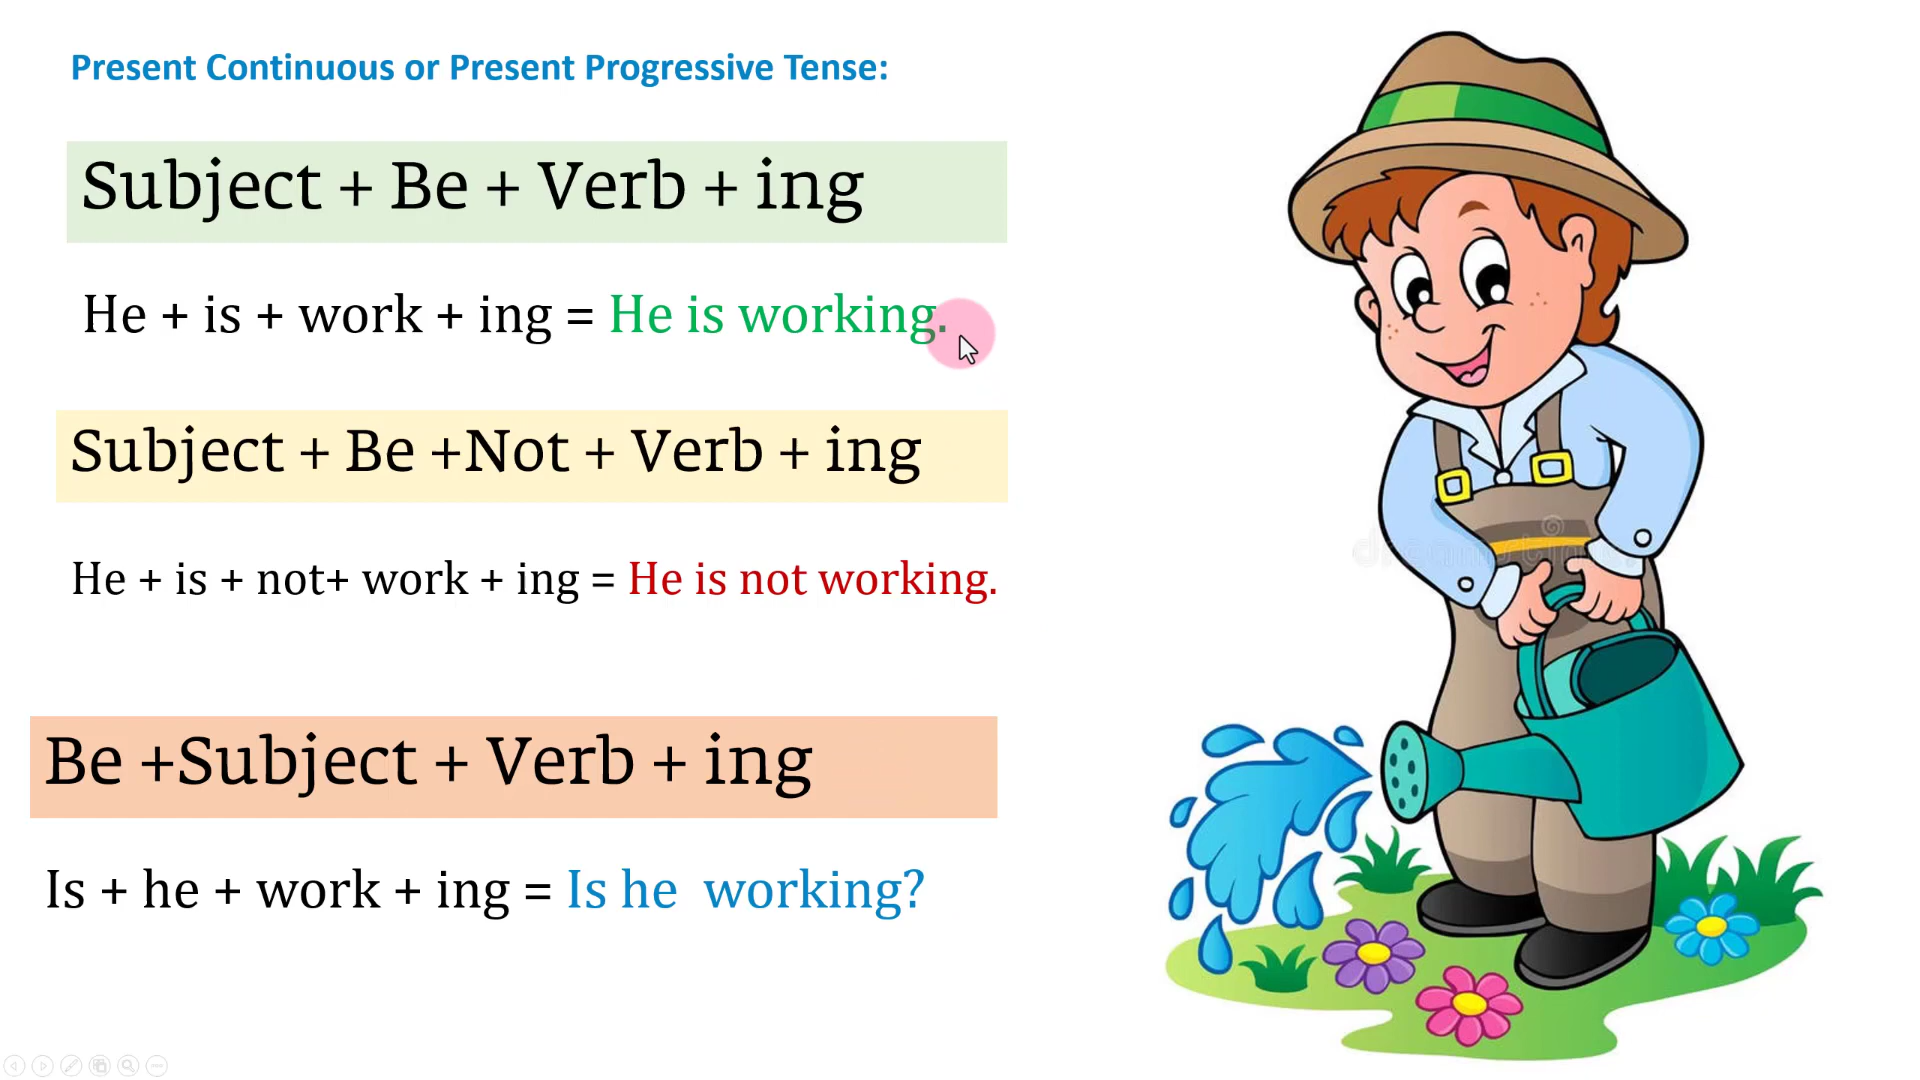 Present Continuous or Present Progressive Tense:
Subject + Be + Verb + ing
He + is + work + ing = He is working.
Subject + Be +Not + Verb + ing
He + is + not+ work + ing = He is not working.
Be +Subject + Verb + ing
Is + he + work + ing = Is he  working?
dreamstime